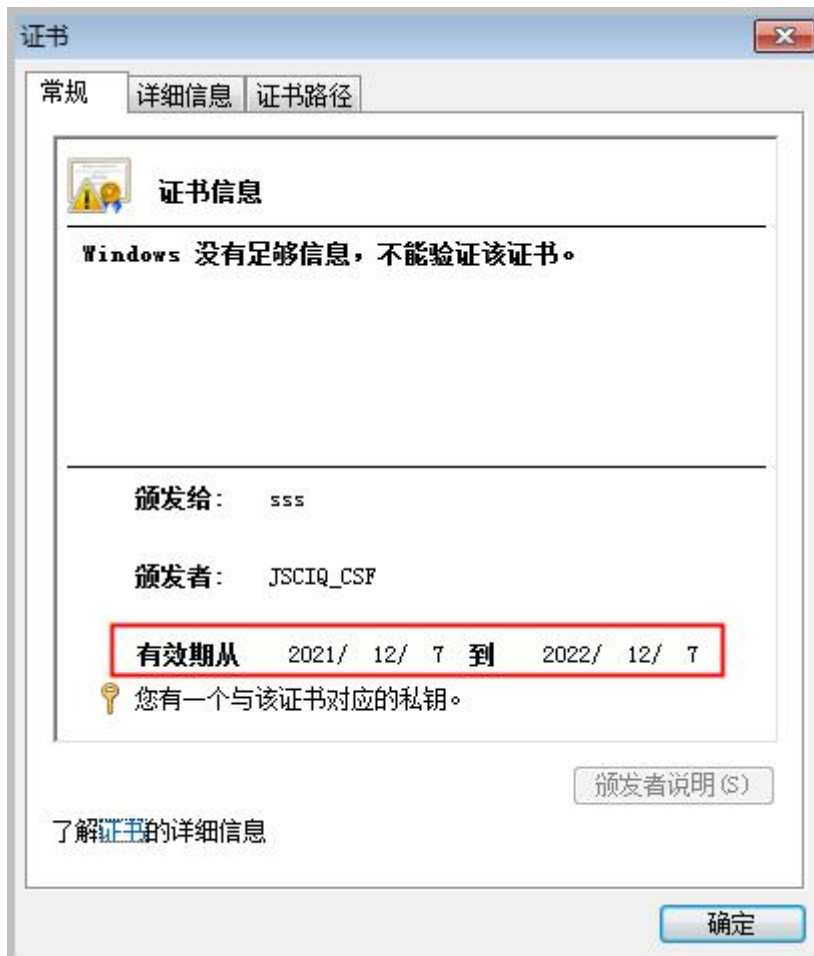 证书
常规 详细信息 证书路径
证书信息
Windows 没有足够信息，不能验证该证书。
颁发给: sss
颁发者: JSCIQ_CSF
有效期从 2021/ 12/ 7 到 2022/ 12/ 7
您有一个与该证书对应的私钥。
颁发者说明(S)
了解证书的详细信息
确定